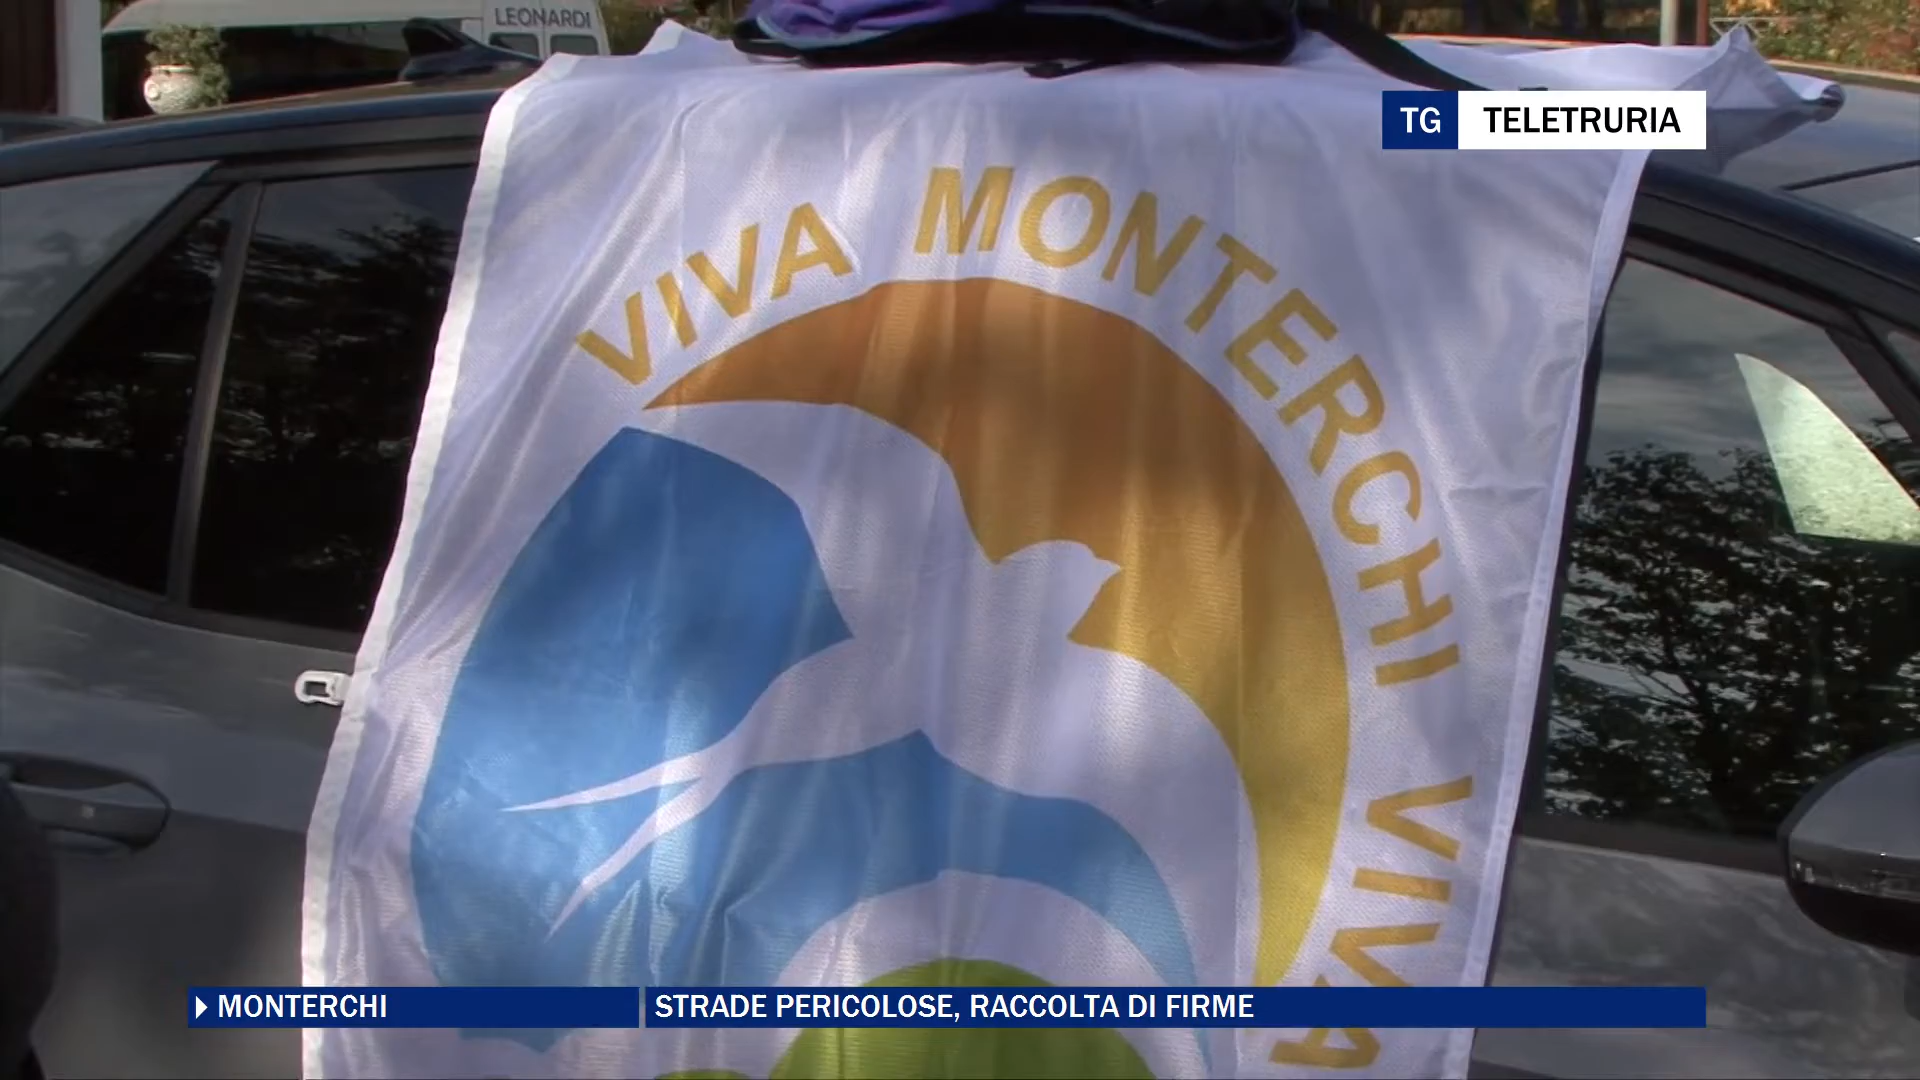 LEONARDI
TG TELETRURIA
VIVA MONTERCHI VIVA
MONTERCHI
STRADE PERICOLOSE, RACCOLTA DI FIRME